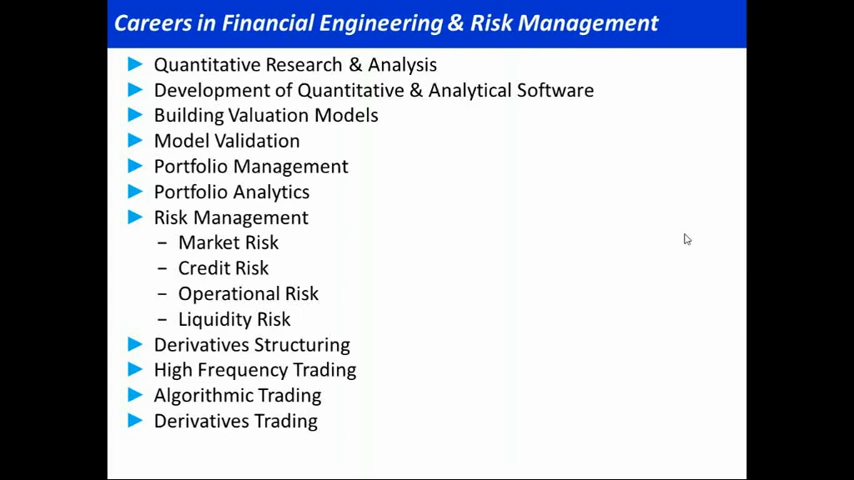 Careers in Financial Engineering & Risk Management
Quantitative Research & Analysis
Development of Quantitative & Analytical Software
Building Valuation Models
Model Validation
Portfolio Management
Portfolio Analytics
Risk Management
– Market Risk
– Credit Risk
– Operational Risk
– Liquidity Risk
Derivatives Structuring
High Frequency Trading
Algorithmic Trading
Derivatives Trading